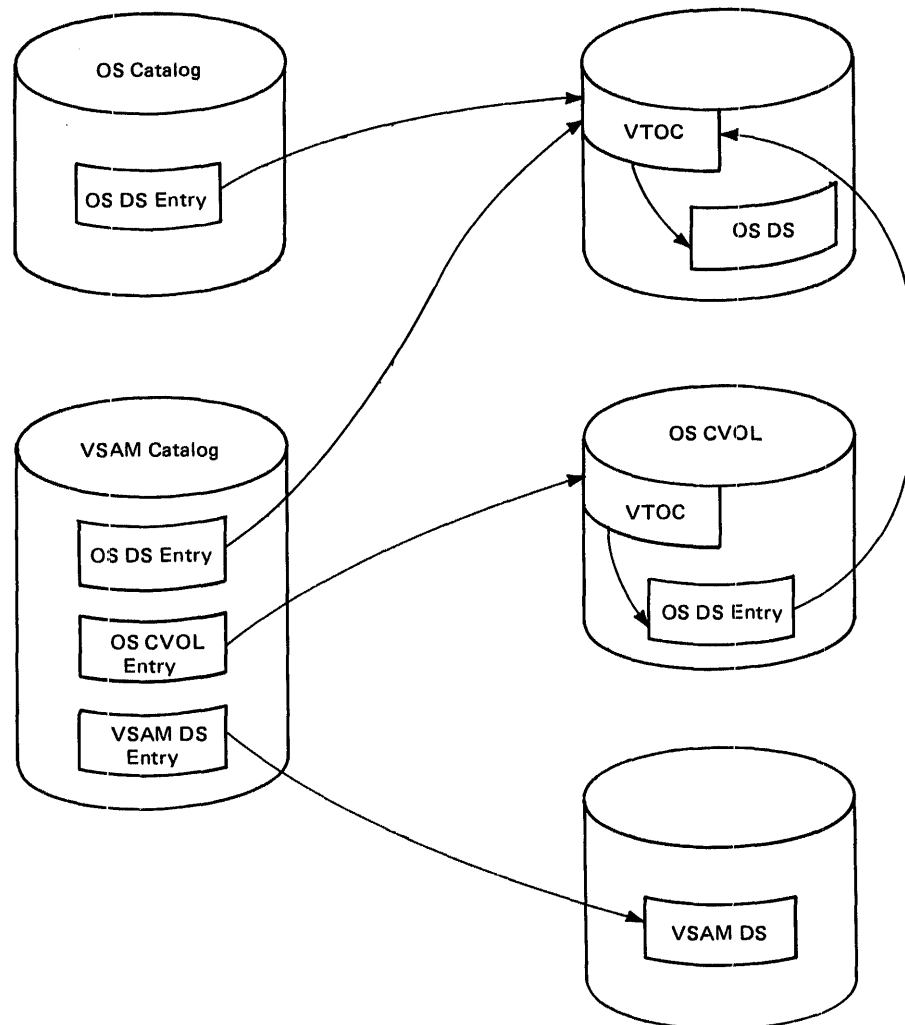 OS Catalog
OS DS Entry
VTOC
OS DS
VSAM Catalog
OS DS Entry
OS CVOL
Entry
VSAM DS
Entry
OS CVOL
VTOC
OS DS Entry
VSAM DS